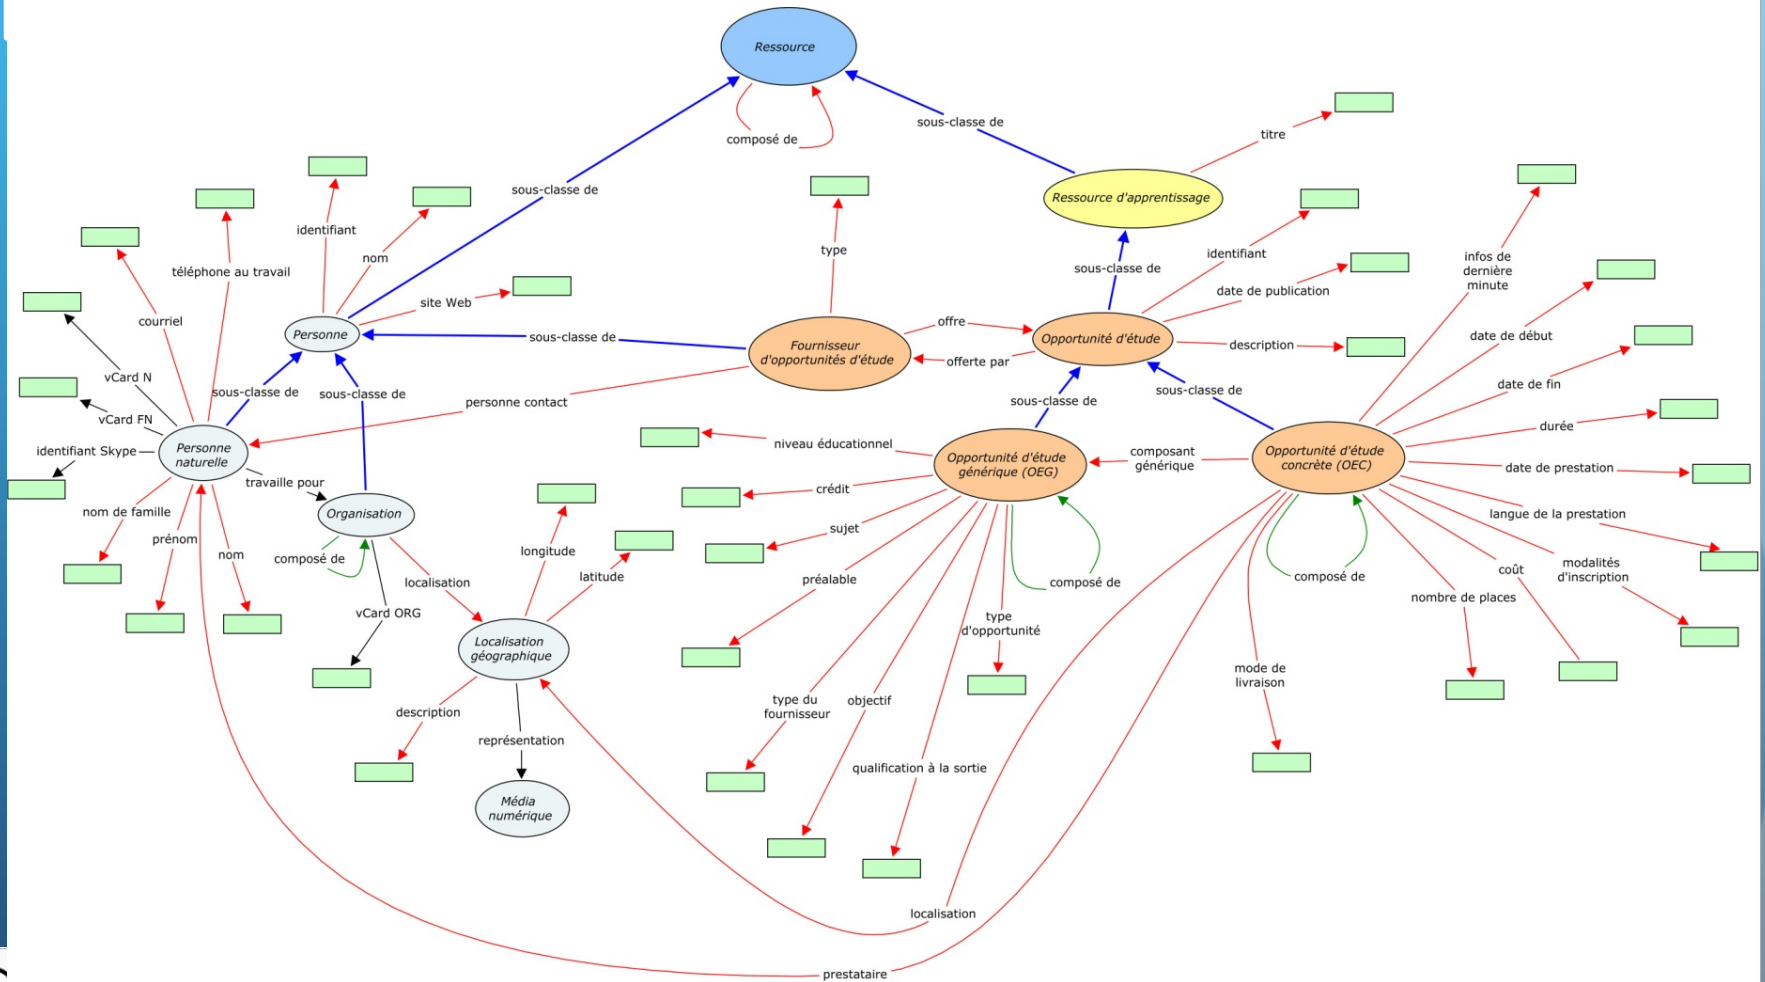 Ressource
composé de
sous-classe de
titre
Ressource d'apprentissage
sous-classe de
identifiant
nom
téléphone au travail
type
sous-classe de
identifiant
date de publication
infos de
dernière
minute
site Web
courriel
Personne
sous-classe de
Fournisseur
d'opportunités d'étude
offre
offerte par
Opportunité d'étude
description
date de début
vCard N
sous-classe de
sous-classe de
personne contact
sous-classe de
sous-classe de
date de fin
vCard FN
durée
identifiant Skype
Personne
naturelle
niveau éducationnel
Opportunité d'étude
générique (OEG)
composant
générique
Opportunité d'étude
concrète (OEC)
date de prestation
travaille pour
crédit
nom de famille
Organisation
langue de la prestation
prénom
sujet
nom
composé de
longitude
localisation
latitude
préalable
composé de
composé de
coût
modalités
d'inscription
nombre de places
vCard ORG
type
d'opportunité
Localisation
géographique
mode de
livraison
description
type du
fournisseur
objectif
représentation
qualification à la sortie
Média
numérique
localisation
prestataire